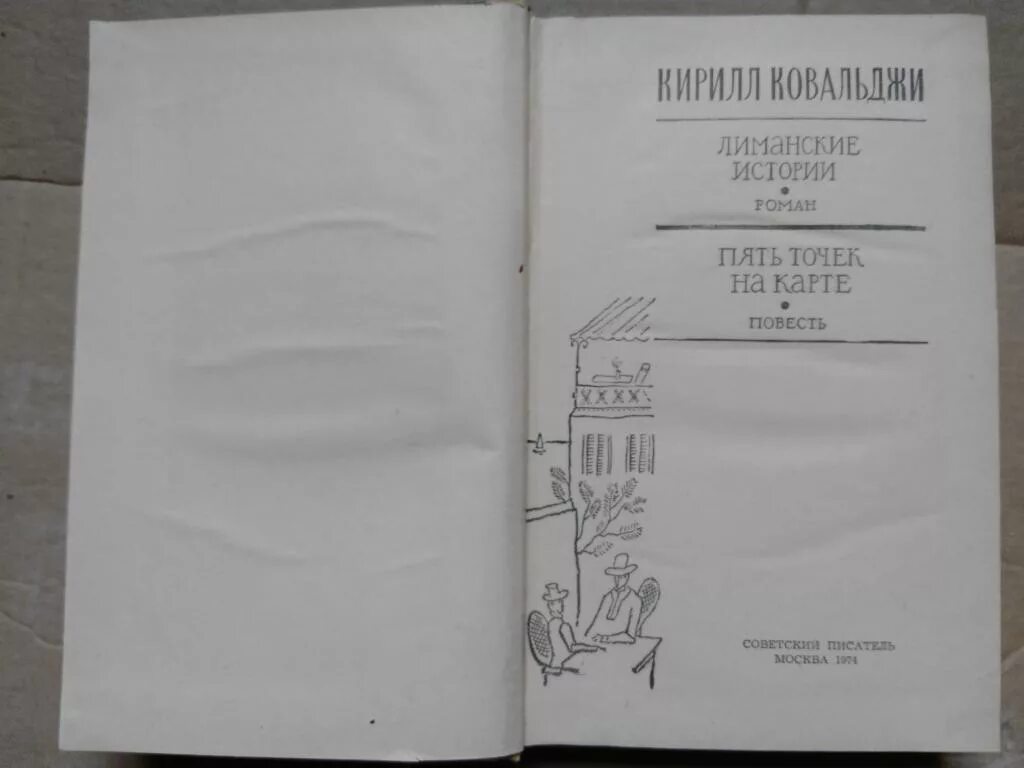 КИРИЛЛ КОВАЛЬДЖИ
ЛИМАНСКИЕ
ИСТОРИИ
РОМАН
ПЯТЬ ТОЧЕК
НА КАРТЕ
ПОВЕСТЬ
СОВЕТСКИЙ ПИСАТЕЛЬ
МОСКВА 1974